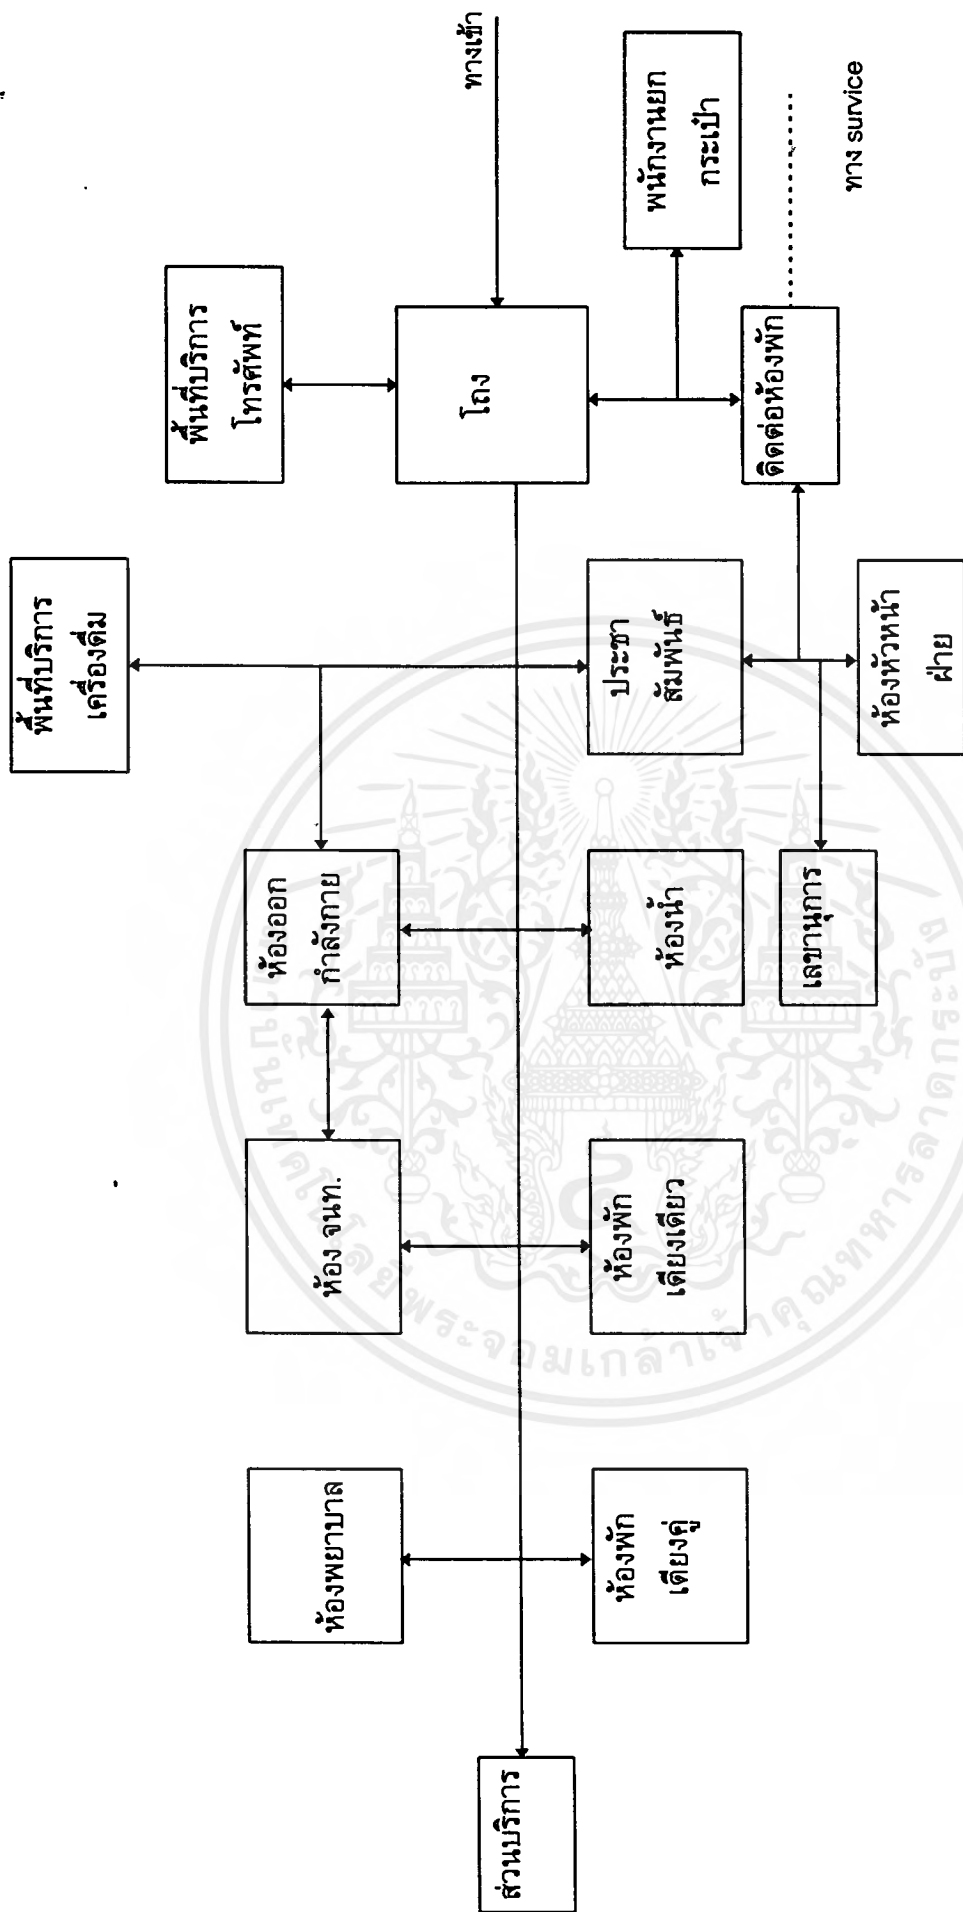 ทางเข้า
พนักงานยก
กระเป๋า
ทาง survice
พื้นที่บริการ
โทรศัพท์
โถง
ติดต่อห้องพัก
พื้นที่บริการ
เครื่องดื่ม
ประชา
สัมพันธ์
ห้องหัวหน้า
ฝ่าย
ห้องออก
กำลังกาย
ห้องน้ำ
เลขานุการ
ห้อง จนท.
ห้องพัก
เตียงเดียว
ห้องพยาบาล
ห้องพัก
เตียงคู่
ส่วนบริการ